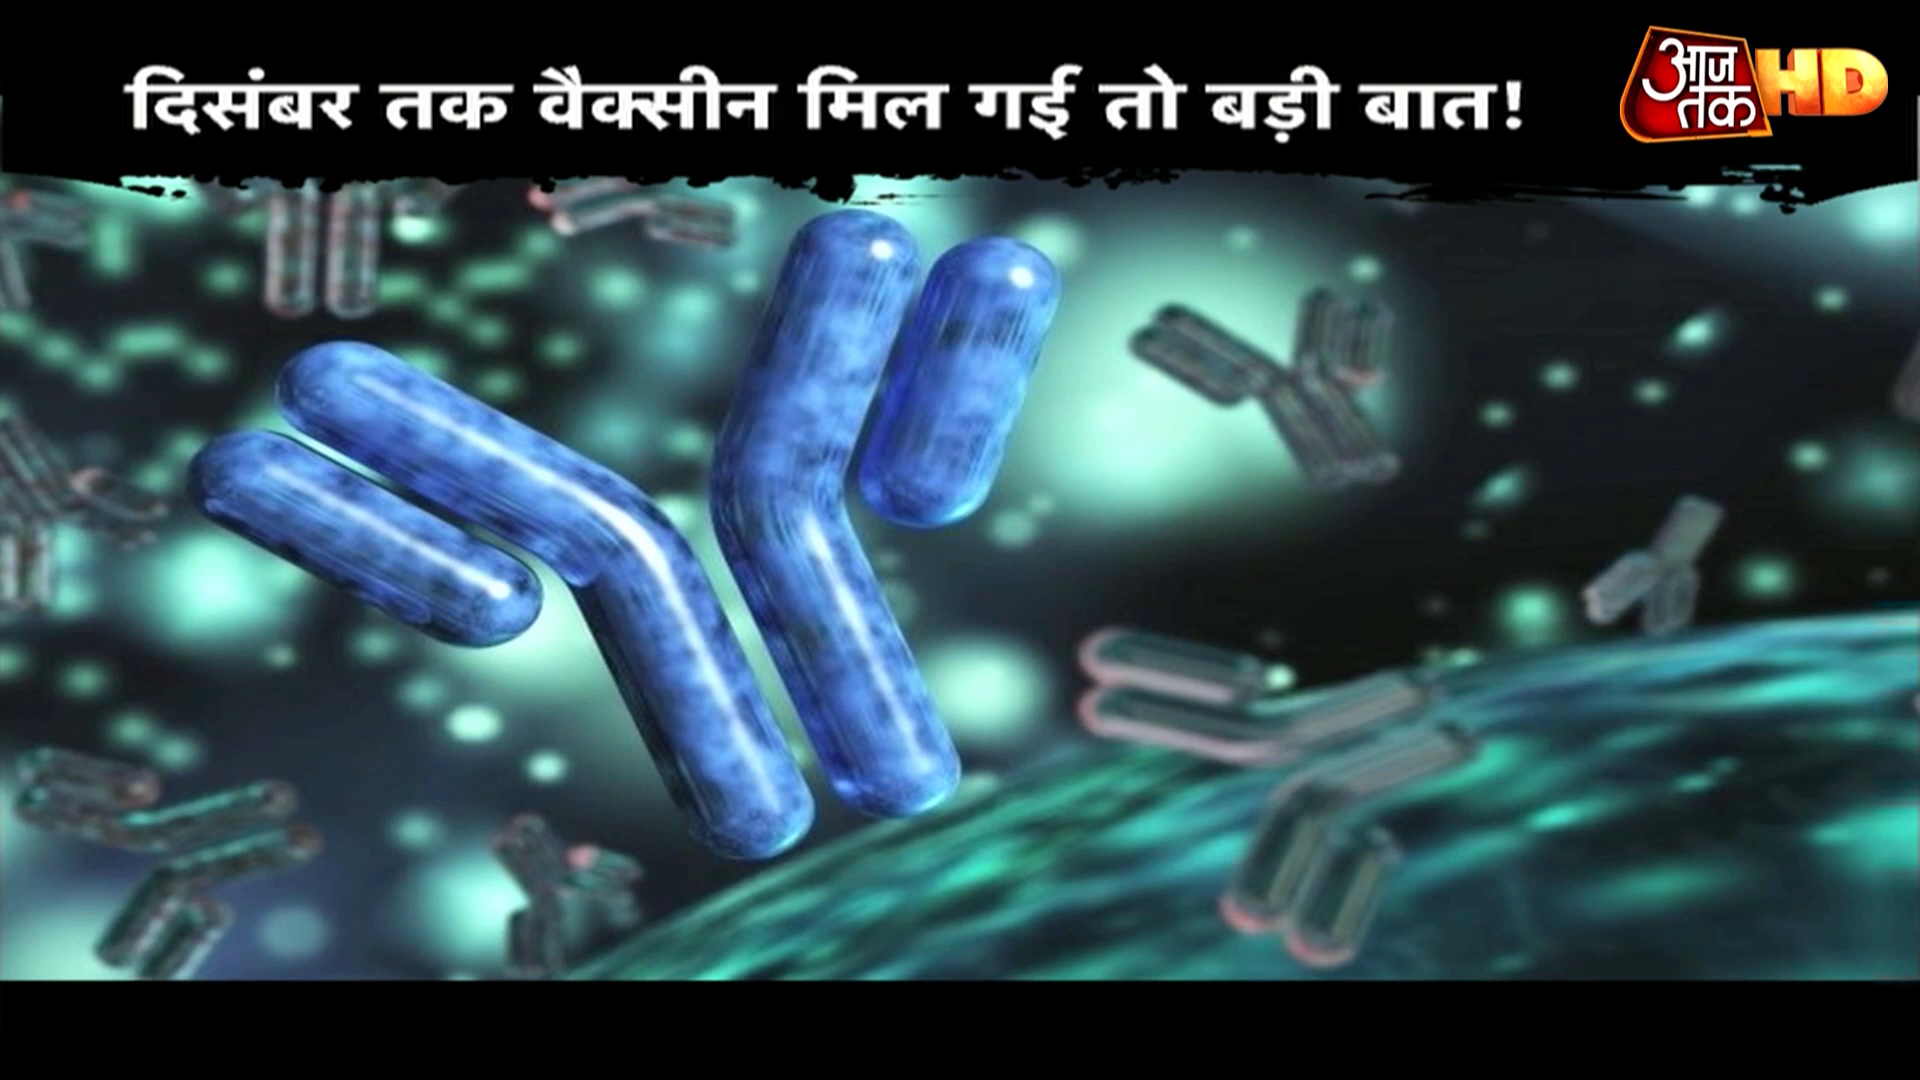 दिसंबर तक वैक्सीन मिल गई तो बड़ी बात!
आज तक HD